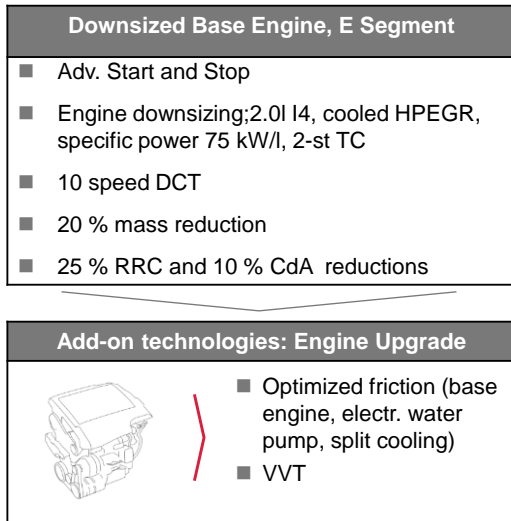 Downsized Base Engine, E Segment
■ Adv. Start and Stop
■ Engine downsizing;2.0l I4, cooled HPEGR,
specific power 75 kW/l, 2-st TC
■ 10 speed DCT
■ 20 % mass reduction
■ 25 % RRC and 10 % CdA reductions
Add-on technologies: Engine Upgrade
■ Optimized friction (base
engine, electr. water
pump, split cooling)
■ VVT